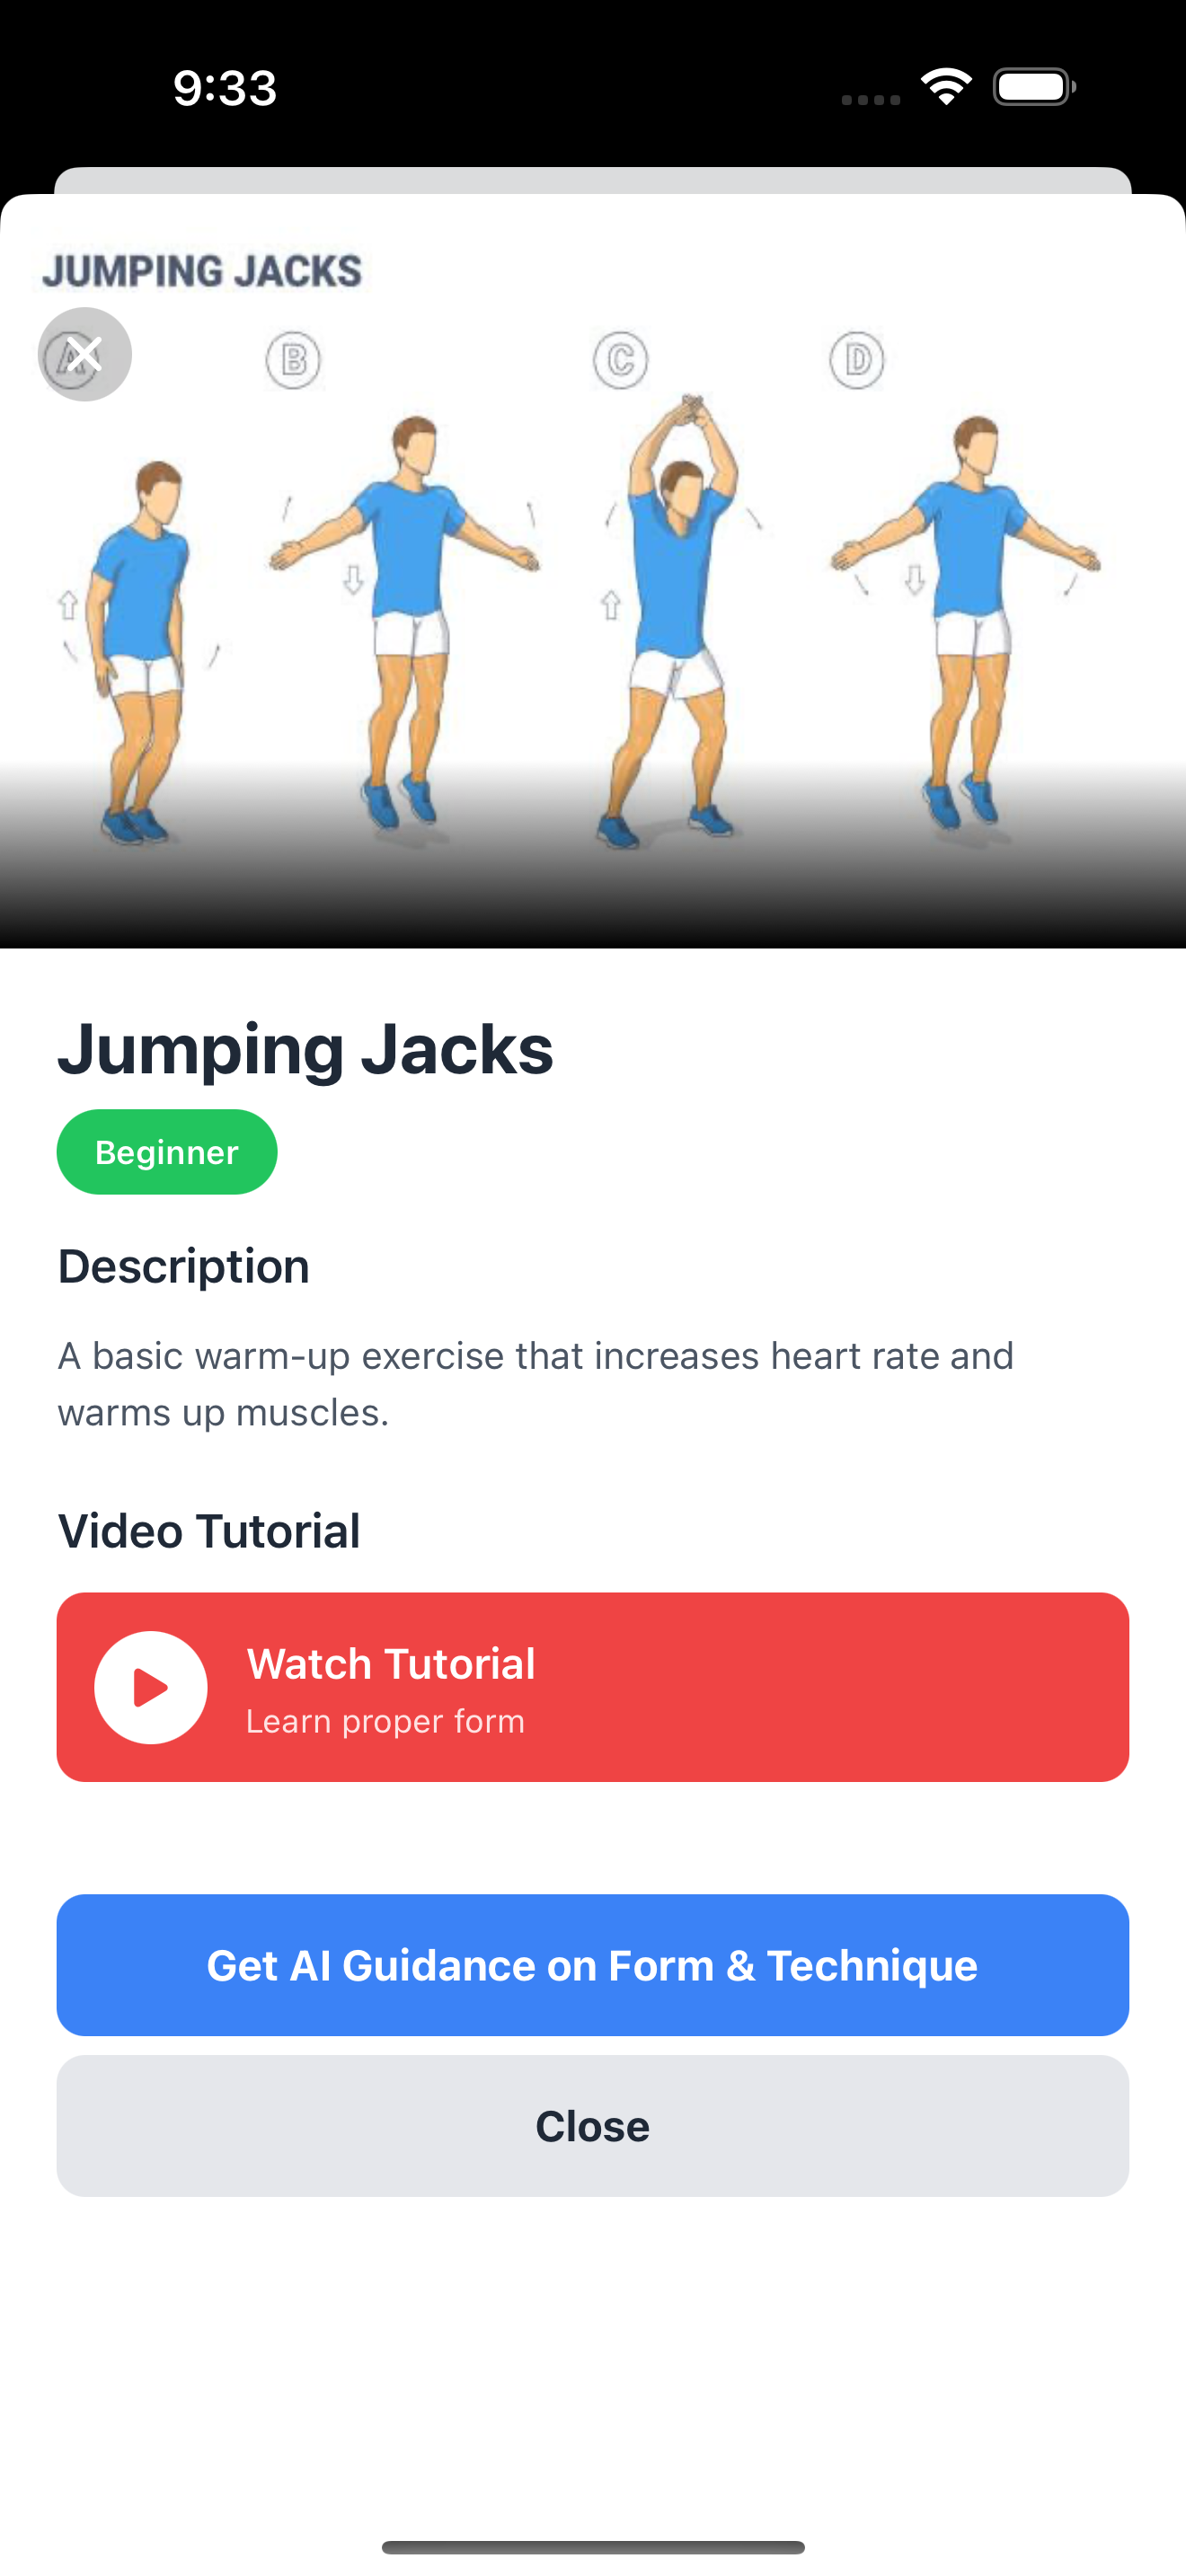 9:33
JUMPING JACKS
A B C D
Jumping Jacks
Beginner
Description
A basic warm-up exercise that increases heart rate and
warms up muscles.
Video Tutorial
Watch Tutorial
Learn proper form
Get AI Guidance on Form & Technique
Close